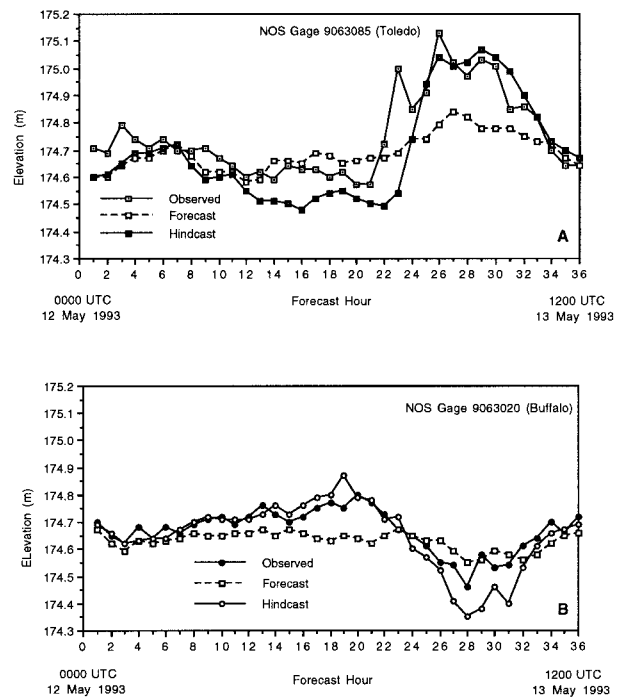 A
NOS Gage 9063085 (Toledo)
175.2
175.1
175.0
174.9
174.8
174.7
174.6
174.5
174.4
174.3
Elevation (m)
Observed
Forecast
Hindcast
A
0 2 4 6 8 10 12 14 16 18 20 22 24 26 28 30 32 34 36
0000 UTC Forecast Hour 1200 UTC
12 May 1993 13 May 1993
175.2
175.1
175.0
174.9
174.8
174.7
174.6
174.5
174.4
174.3
ELevation (m)
NOS Gage 9063020 (Buffalo)
Observed
Forecast
Hindcast
B
0 2 4 6 8 10 12 14 16 18 20 22 24 26 28 30 32 34 36
0000 UTC Forecast Hour 1200 UTC
12 May 1993 13 May 1993